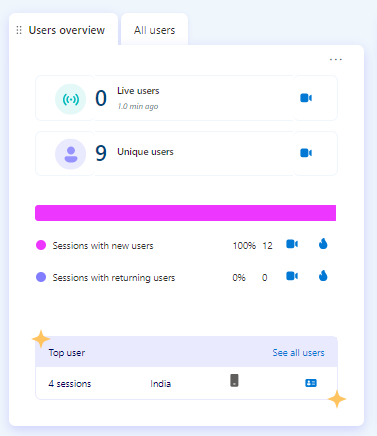 Users overview
All users
0 Live users
1.0 min ago
9 Unique users
Sessions with new users 100% 12
Sessions with returning users 0% 0
Top user See all users
4 sessions India